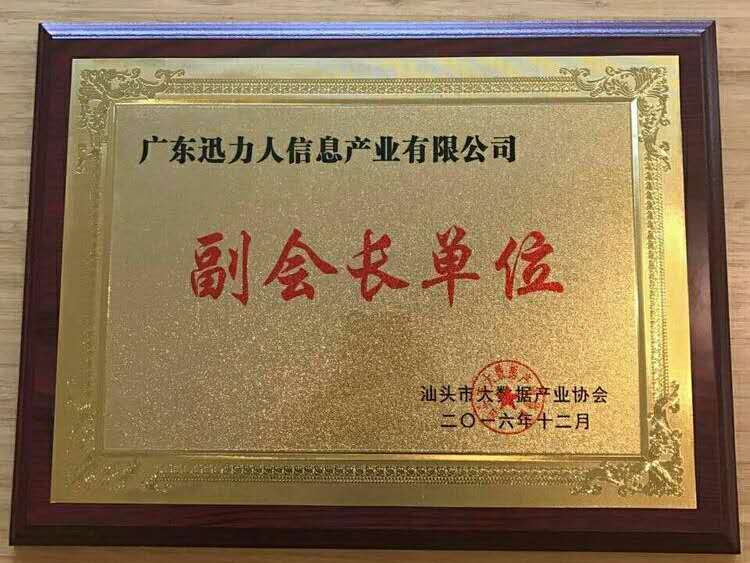 广东迅力人信息产业有限公司
副会长单位
汕头市大数据产业协会
二〇一六年十二月